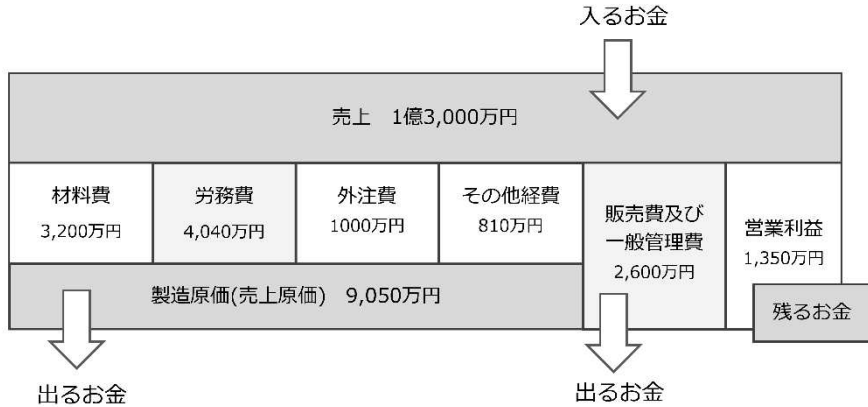 入るお金
売上　1億3,000万円
材料費
3,200万円
労務費
4,040万円
外注費
1000万円
その他経費
810万円
販売費及び
一般管理費
2,600万円
営業利益
1,350万円
製造原価(売上原価)　9,050万円
残るお金
出るお金
出るお金